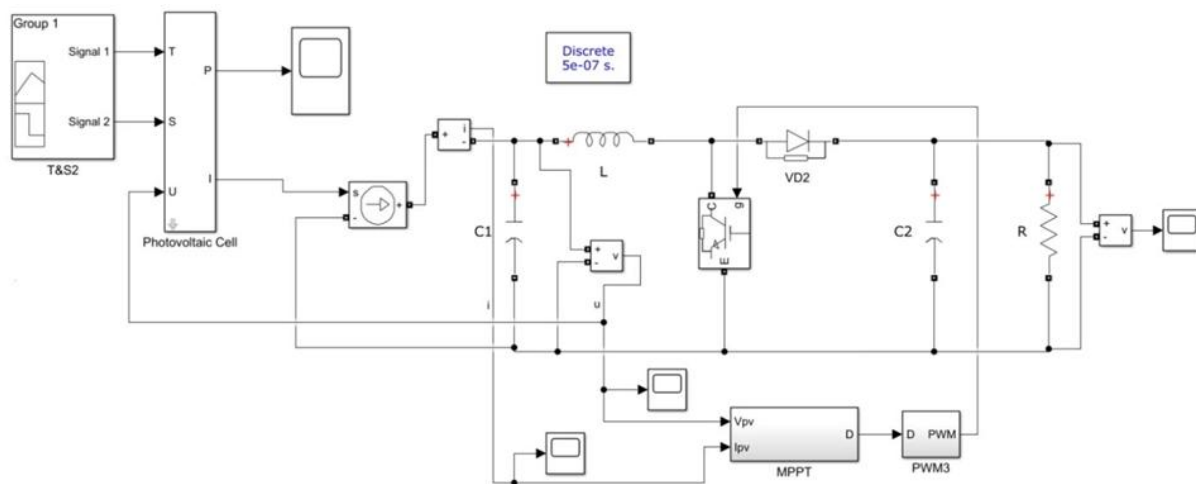 Group 1
Signal 1
Signal 2
T&S2
T
S
U
P
I
Photovoltaic Cell
Discrete
5e-07 s.
s
-
+
+
i
-
+
L
C
g
E
VD2
+
C1
+
-
v
i
u
+
C2
+
R
+
-
v
Vpv
Ipv
D
MPPT
D
PWM
PWM3